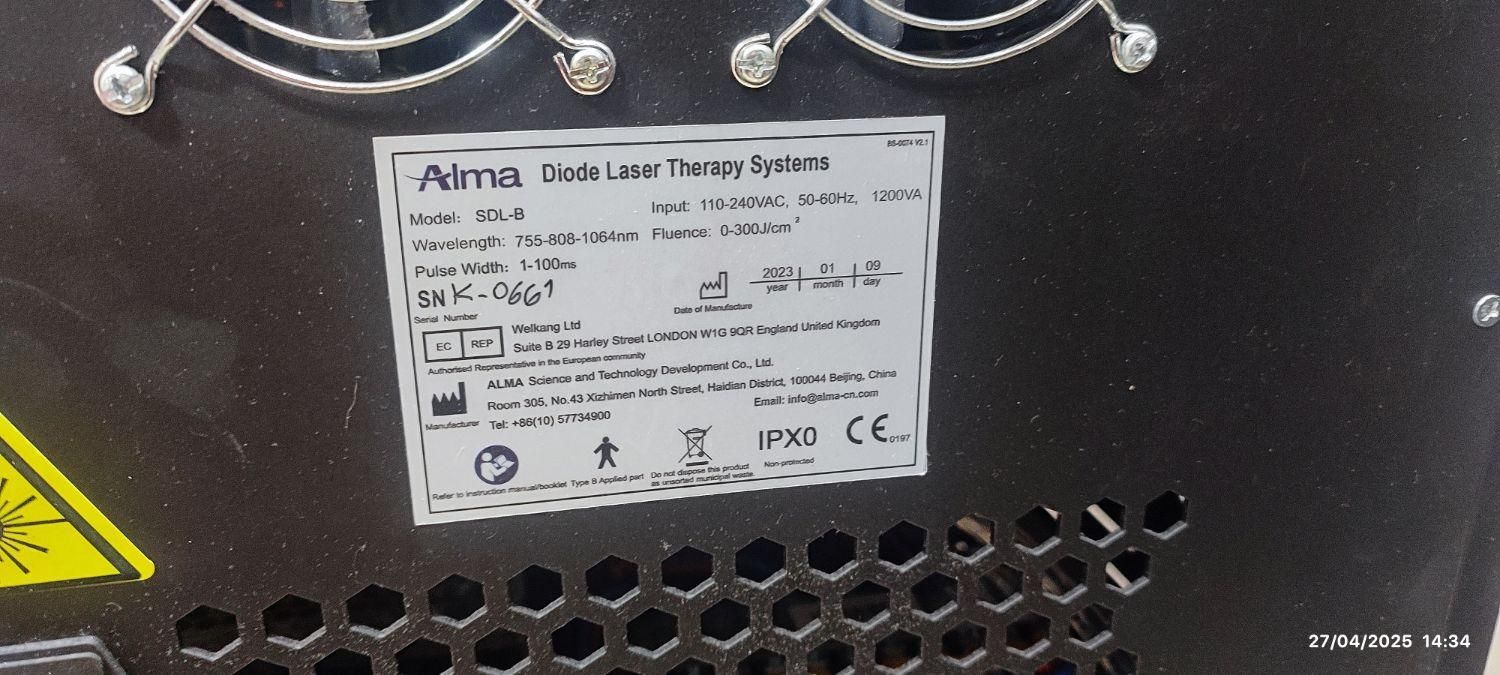 BS-0074 V2.1
Alma Diode Laser Therapy Systems
Model: SDL-B Input: 110-240VAC, 50-60Hz, 1200VA
Wavelength: 755-808-1064nm Fluence: 0-300J/cm²
Pulse Width: 1-100ms
SN K-0661
Serial Number
2023 01 09
year month day
Date of Manufacture
EC REP
Welkang Ltd
Suite B 29 Harley Street LONDON W1G 9QR England United Kingdom
Authorised Representative in the European community
ALMA Science and Technology Development Co., Ltd.
Room 305, No.43 Xizhimen North Street, Haidian District, 100044 Beijing, China
Manufacturer Tel: +86(10) 57734900 Email: info@alma-cn.com
IPX0 CE 0197
Refer to instruction manual/booklet Type B Applied part Do not dispose this product Non-protected
as unsorted municipal waste.
27/04/2025 14:34